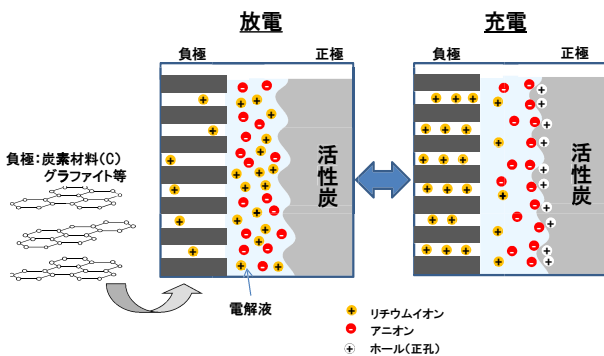 放電
充電
負極
正極
負極
正極
負極:炭素材料(C)
グラファイト等
活性炭
活性炭
電解液
リチウムイオン
アニオン
ホール(正孔)